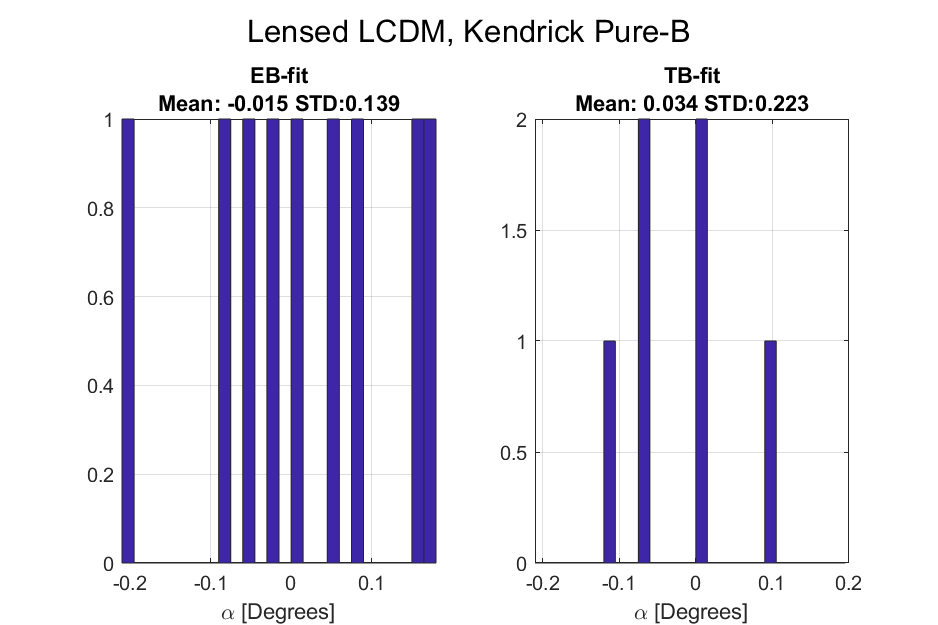 Lensed LCDM, Kendrick Pure-B
EB-fit
Mean: -0.015 STD:0.139
1
0.8
0.6
0.4
0.2
0
-0.2 -0.1 0 0.1
α [Degrees]
TB-fit
Mean: 0.034 STD:0.223
2
1.5
1
0.5
0
-0.2 -0.1 0 0.1 0.2
α [Degrees]